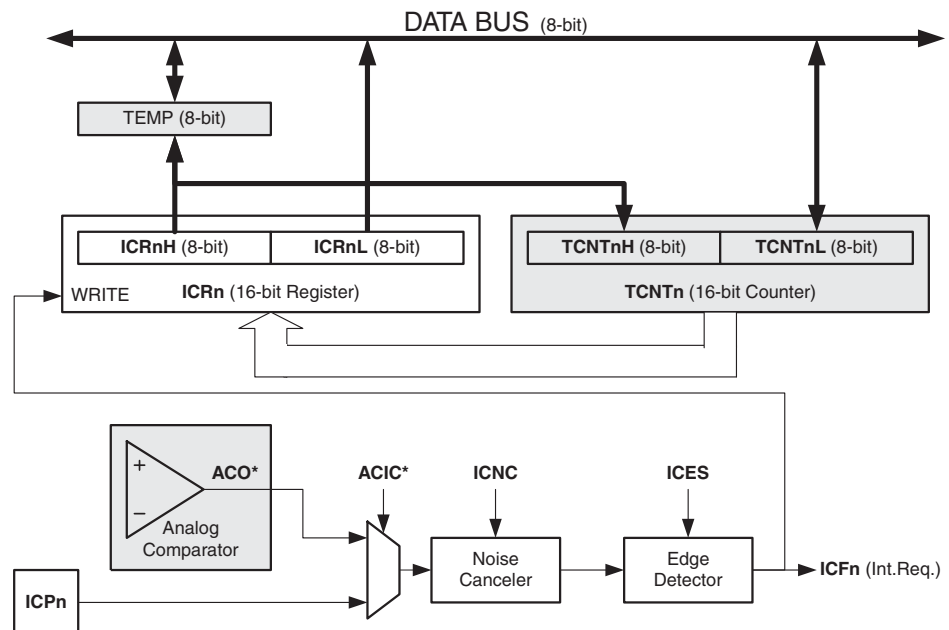 DATA BUS (8-bit)
TEMP (8-bit)
ICRnH (8-bit)
ICRnL (8-bit)
TCNTnH (8-bit)
TCNTnL (8-bit)
WRITE
ICRn (16-bit Register)
TCNTn (16-bit Counter)
+
−
ACO*
Analog
Comparator
ACIC*
ICNC
ICES
Noise
Canceler
Edge
Detector
ICFn (Int.Req.)
ICPn